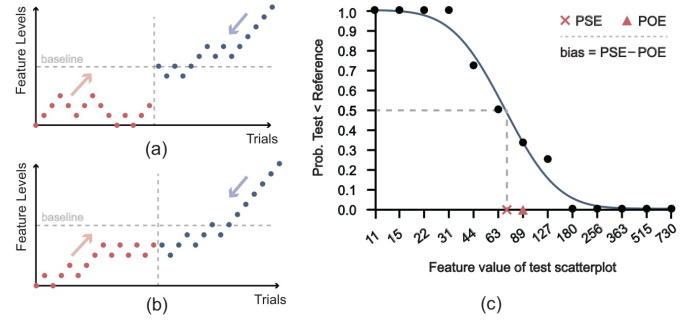 Feature Levels
baseline
Trials
(a)
Feature Levels
baseline
Trials
(b)
Prob. Test < Reference
1.0
0.9
0.8
0.7
0.6
0.5
0.4
0.3
0.2
0.1
0.0
PSE POE
bias = PSE−POE
11 15 22 31 44 63 89 127 180 256 363 515 730
Feature value of test scatterplot
(c)